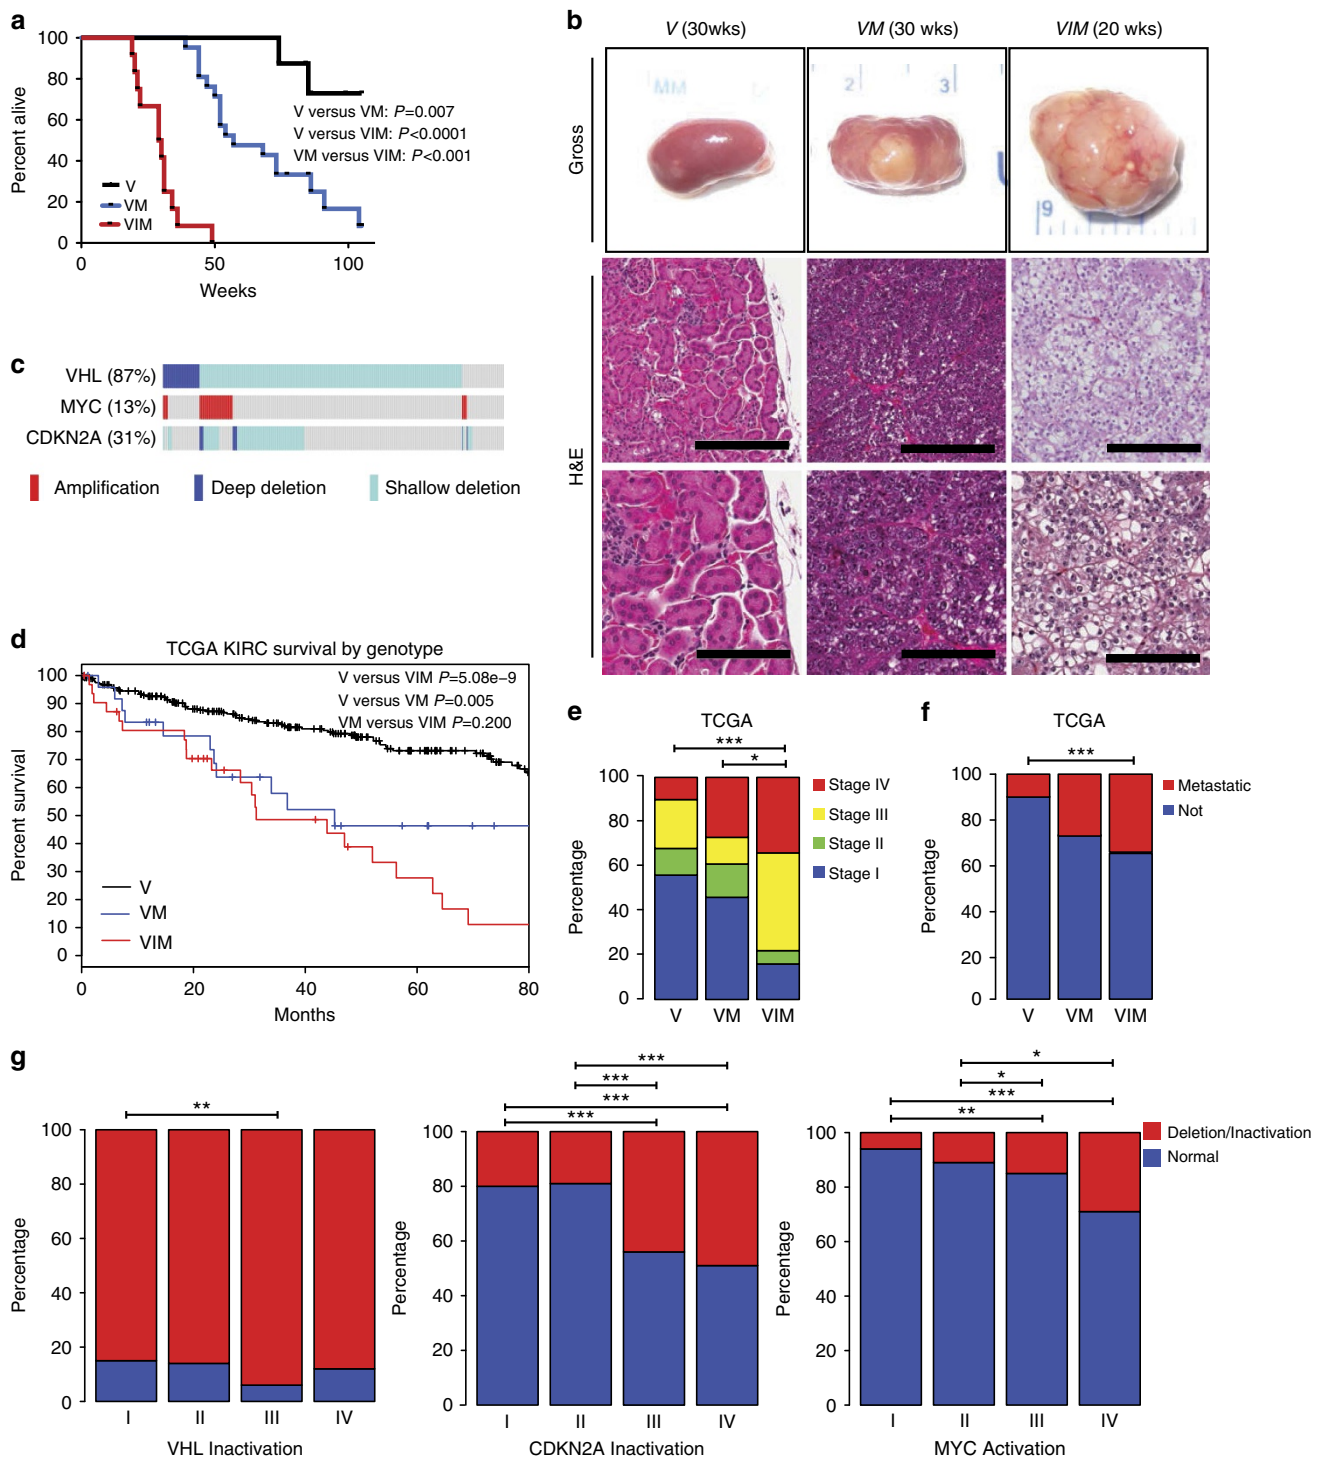 a
100
80
60
40
20
0
Percent alive
V versus VM: P=0.007
V versus VIM: P<0.0001
VM versus VIM: P<0.001
V
VM
VIM
0 50 100
Weeks
b
V (30wks) VM (30 wks) VIM (20 wks)
Gross
MM
2 3
9
H&E
c
VHL (87%)
MYC (13%)
CDKN2A (31%)
Amplification Deep deletion Shallow deletion
d
TCGA KIRC survival by genotype
V versus VIM P=5.08e−9
V versus VM P=0.005
VM versus VIM P=0.200
100
90
80
70
60
50
40
30
20
10
0
Percent survival
V
VM
VIM
0 20 40 60 80
Months
e
TCGA
***
*
100
80
60
40
20
0
Percentage
V VM VIM
Stage IV
Stage III
Stage II
Stage I
f
TCGA
***
100
80
60
40
20
0
Percentage
V VM VIM
Metastatic
Not
g
**
100
80
60
40
20
0
Percentage
I II III IV
VHL Inactivation
***
***
***
***
100
80
60
40
20
0
Percentage
I II III IV
CDKN2A Inactivation
*
*
***
**
100
80
60
40
20
0
Percentage
I II III IV
MYC Activation
Deletion/Inactivation
Normal